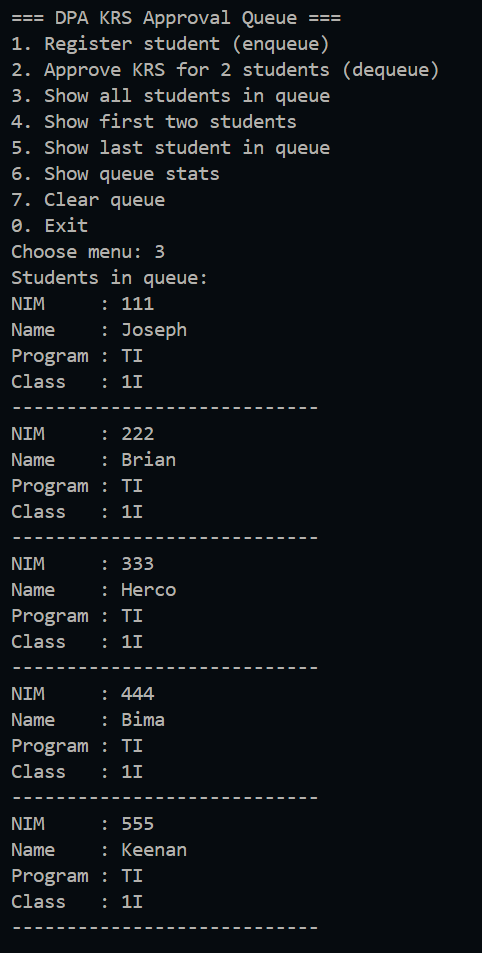 === DPA KRS Approval Queue ===
1. Register student (enqueue)
2. Approve KRS for 2 students (dequeue)
3. Show all students in queue
4. Show first two students
5. Show last student in queue
6. Show queue stats
7. Clear queue
0. Exit
Choose menu: 3
Students in queue:
NIM     : 111
Name    : Joseph
Program : TI
Class   : 1I
----------------------------
NIM     : 222
Name    : Brian
Program : TI
Class   : 1I
----------------------------
NIM     : 333
Name    : Herco
Program : TI
Class   : 1I
----------------------------
NIM     : 444
Name    : Bima
Program : TI
Class   : 1I
----------------------------
NIM     : 555
Name    : Keenan
Program : TI
Class   : 1I
----------------------------